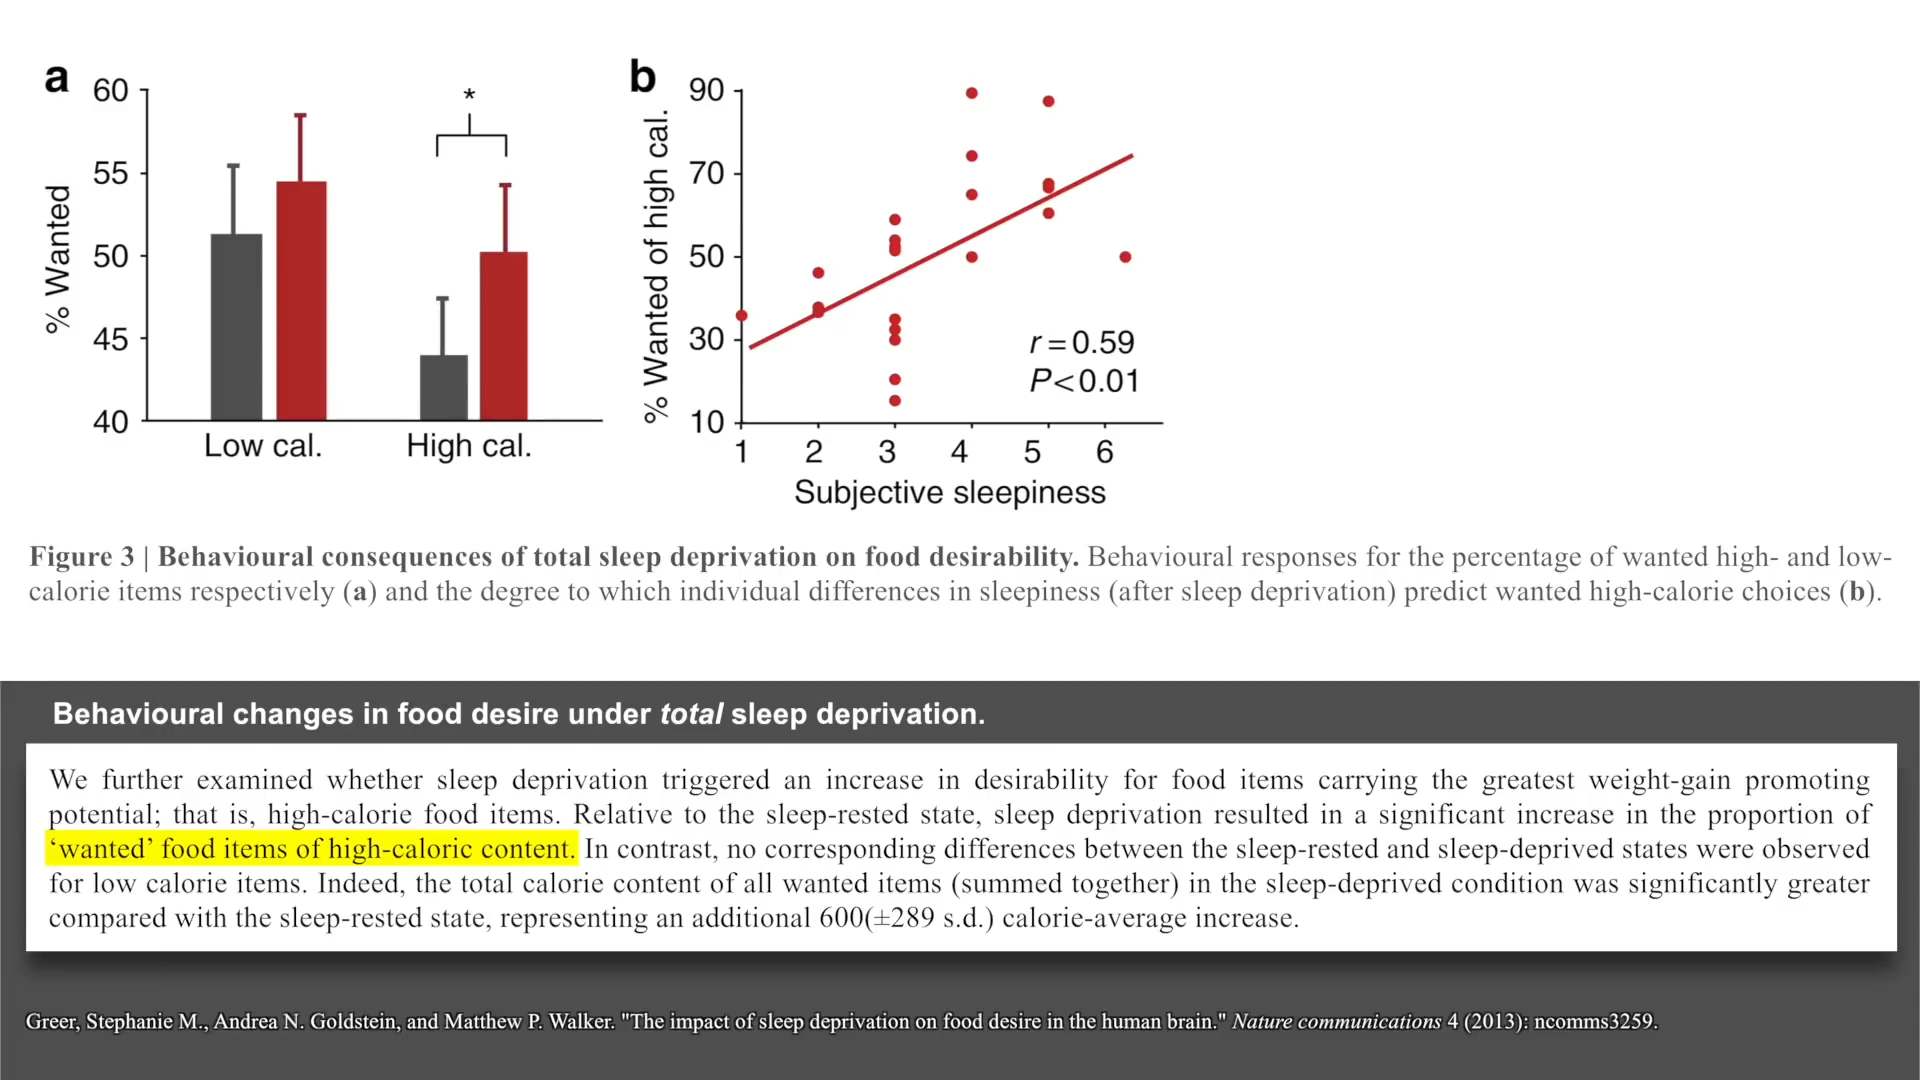 a
60
55
50
45
40
% Wanted
*
Low cal.
High cal.
b
90
70
50
30
10
% Wanted of high cal.
r = 0.59
P < 0.01
1 2 3 4 5 6
Subjective sleepiness
Figure 3 | Behavioural consequences of total sleep deprivation on food desirability. Behavioural responses for the percentage of wanted high- and low-
calorie items respectively (a) and the degree to which individual differences in sleepiness (after sleep deprivation) predict wanted high-calorie choices (b).
Behavioural changes in food desire under total sleep deprivation.
We further examined whether sleep deprivation triggered an increase in desirability for food items carrying the greatest weight-gain promoting
potential; that is, high-calorie food items. Relative to the sleep-rested state, sleep deprivation resulted in a significant increase in the proportion of
‘wanted’ food items of high-caloric content. In contrast, no corresponding differences between the sleep-rested and sleep-deprived states were observed
for low calorie items. Indeed, the total calorie content of all wanted items (summed together) in the sleep-deprived condition was significantly greater
compared with the sleep-rested state, representing an additional 600(±289 s.d.) calorie-average increase.
Greer, Stephanie M., Andrea N. Goldstein, and Matthew P. Walker. "The impact of sleep deprivation on food desire in the human brain." Nature communications 4 (2013): ncomms3259.